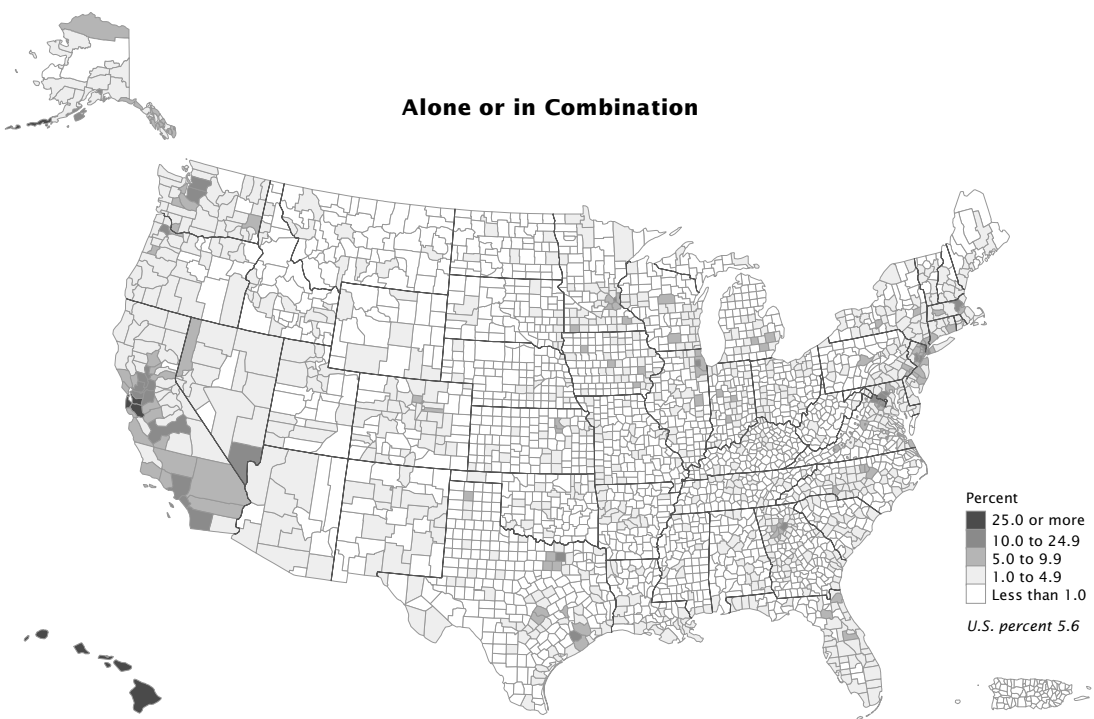 Alone or in Combination
Percent
25.0 or more
10.0 to 24.9
5.0 to 9.9
1.0 to 4.9
Less than 1.0
U.S. percent 5.6